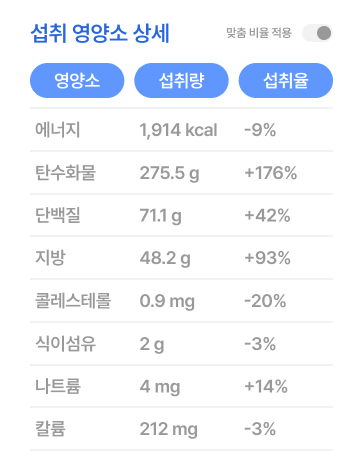 섭취 영양소 상세 맞춤 비율 적용
영양소 섭취량 섭취율
에너지 1,914 kcal -9%
탄수화물 275.5 g +176%
단백질 71.1 g +42%
지방 48.2 g +93%
콜레스테롤 0.9 mg -20%
식이섬유 2 g -3%
나트륨 4 mg +14%
칼륨 212 mg -3%